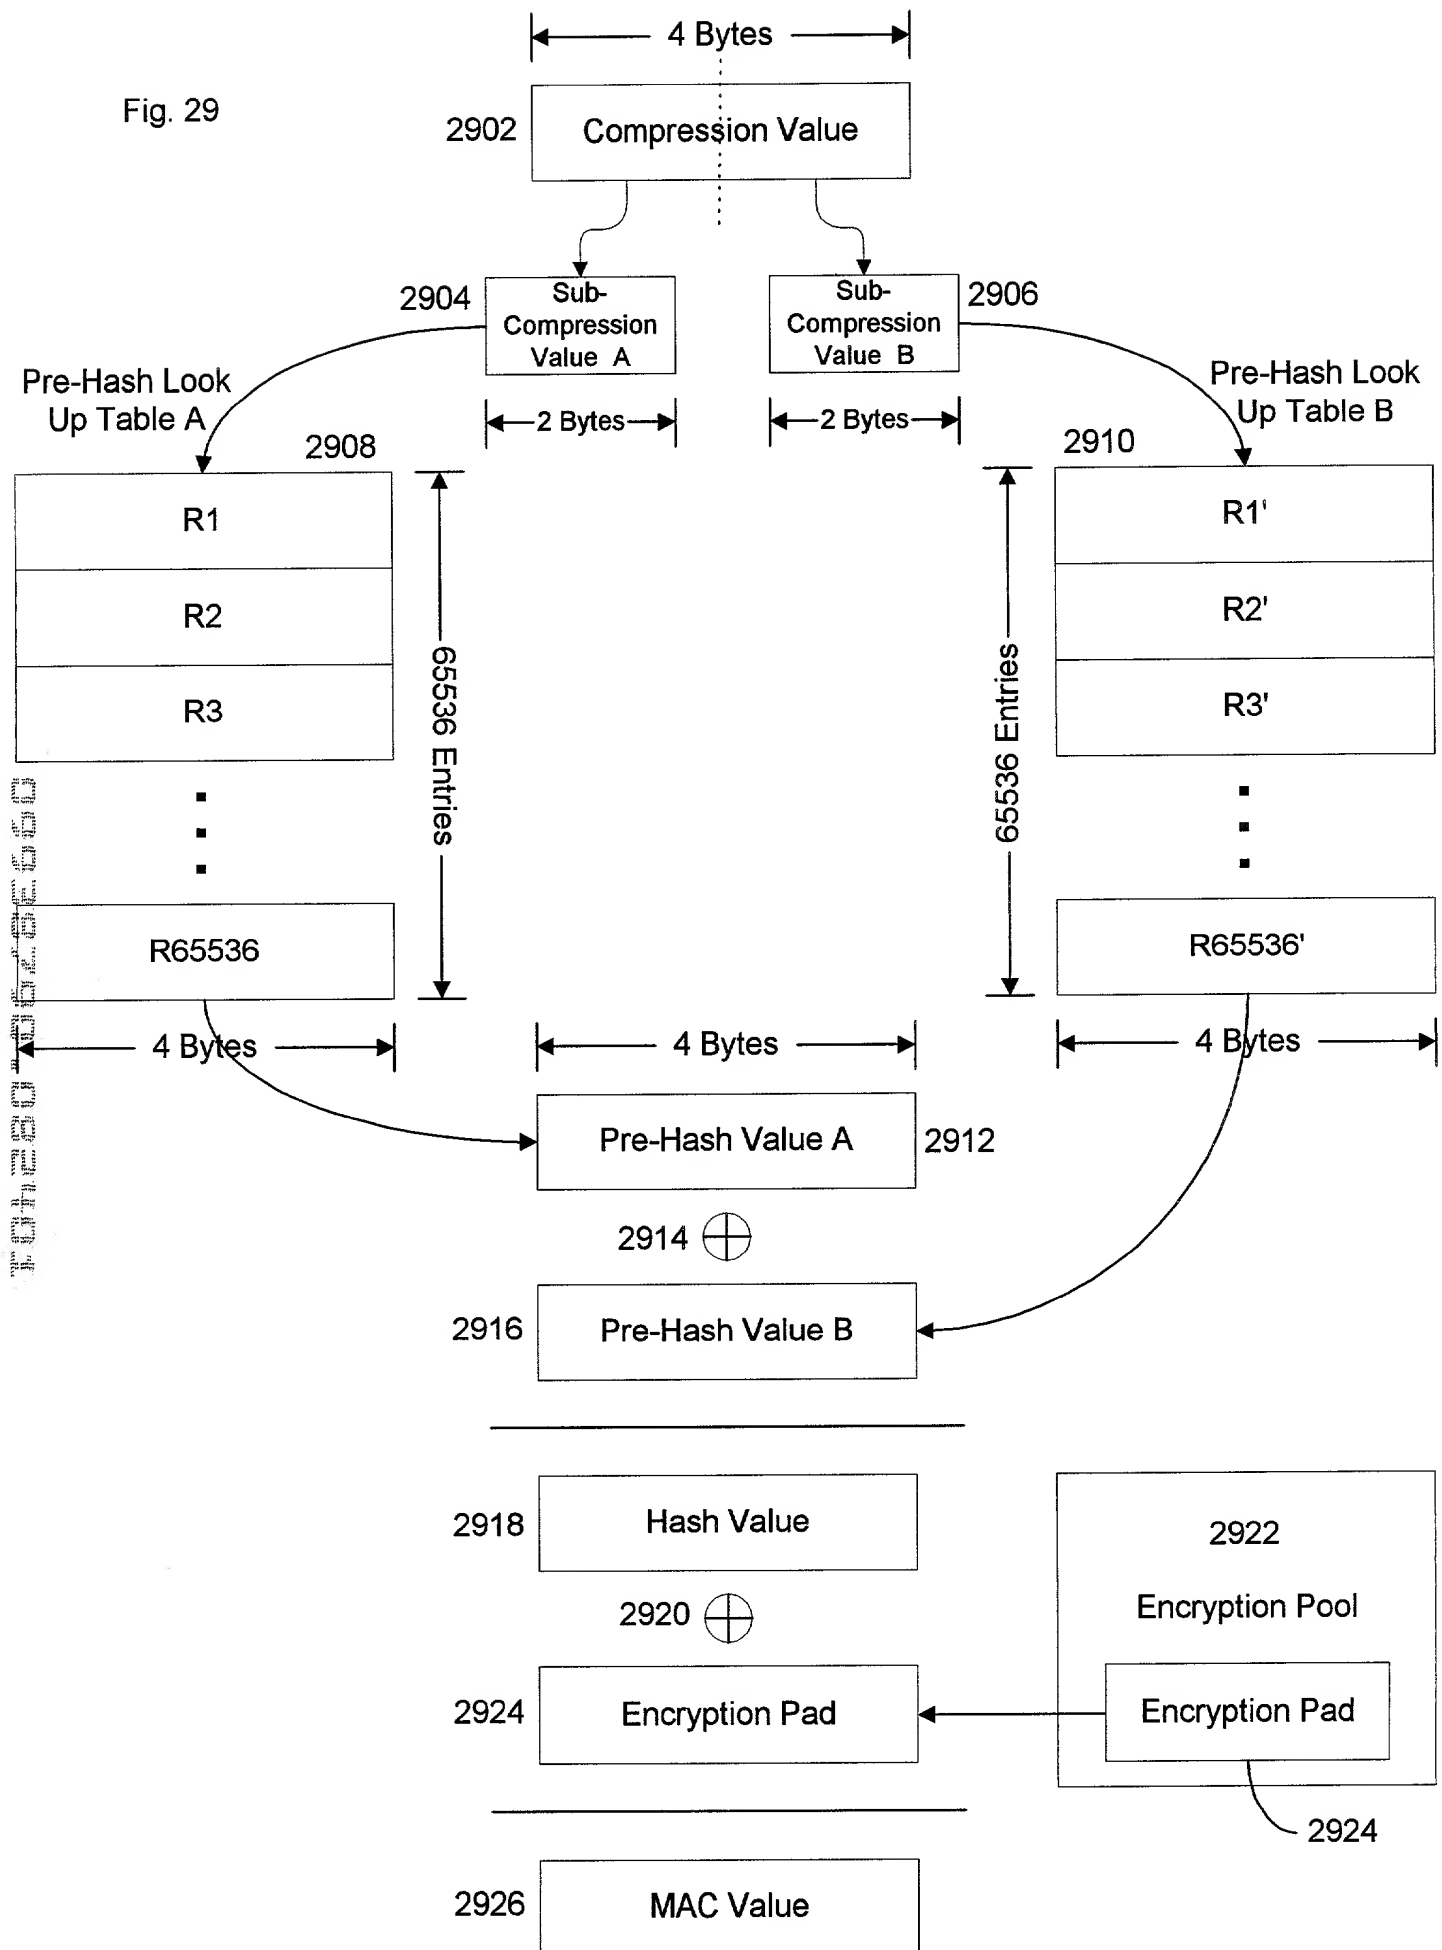 4 Bytes
Fig. 29
2902
Compression Value
2904
Sub-
Compression
Value A
Sub-
Compression
Value B
2906
Pre-Hash Look
Up Table A
Pre-Hash Look
Up Table B
2 Bytes
2 Bytes
2908
2910
R1
R1'
R2
R2'
R3
R3'
65536 Entries
65536 Entries
R65536
R65536'
4 Bytes
4 Bytes
4 Bytes
Pre-Hash Value A
2912
2914
2916
Pre-Hash Value B
2918
Hash Value
2922
Encryption Pool
2920
2924
Encryption Pad
Encryption Pad
2924
2926
MAC Value